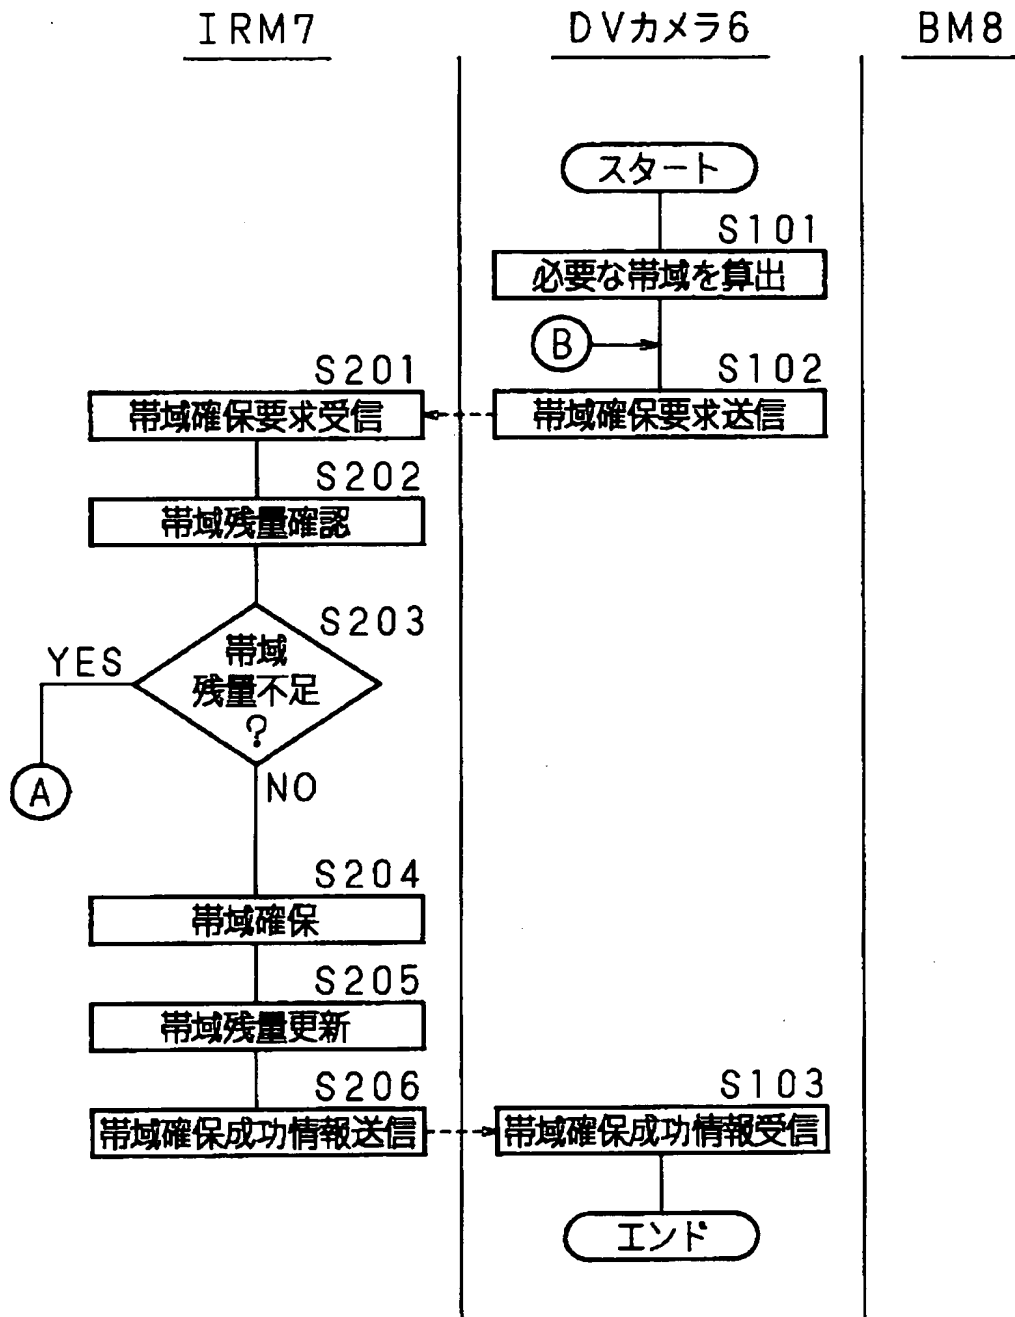 IRM7
DVカメラ6
BM8
スタート
S101
必要な帯域を算出
B
S102
帯域確保要求送信
S201
帯域確保要求受信
S202
帯域残量確認
S203
帯域
残量不足
?
YES
A
NO
S204
帯域確保
S205
帯域残量更新
S206
帯域確保成功情報送信
S103
帯域確保成功情報受信
エンド